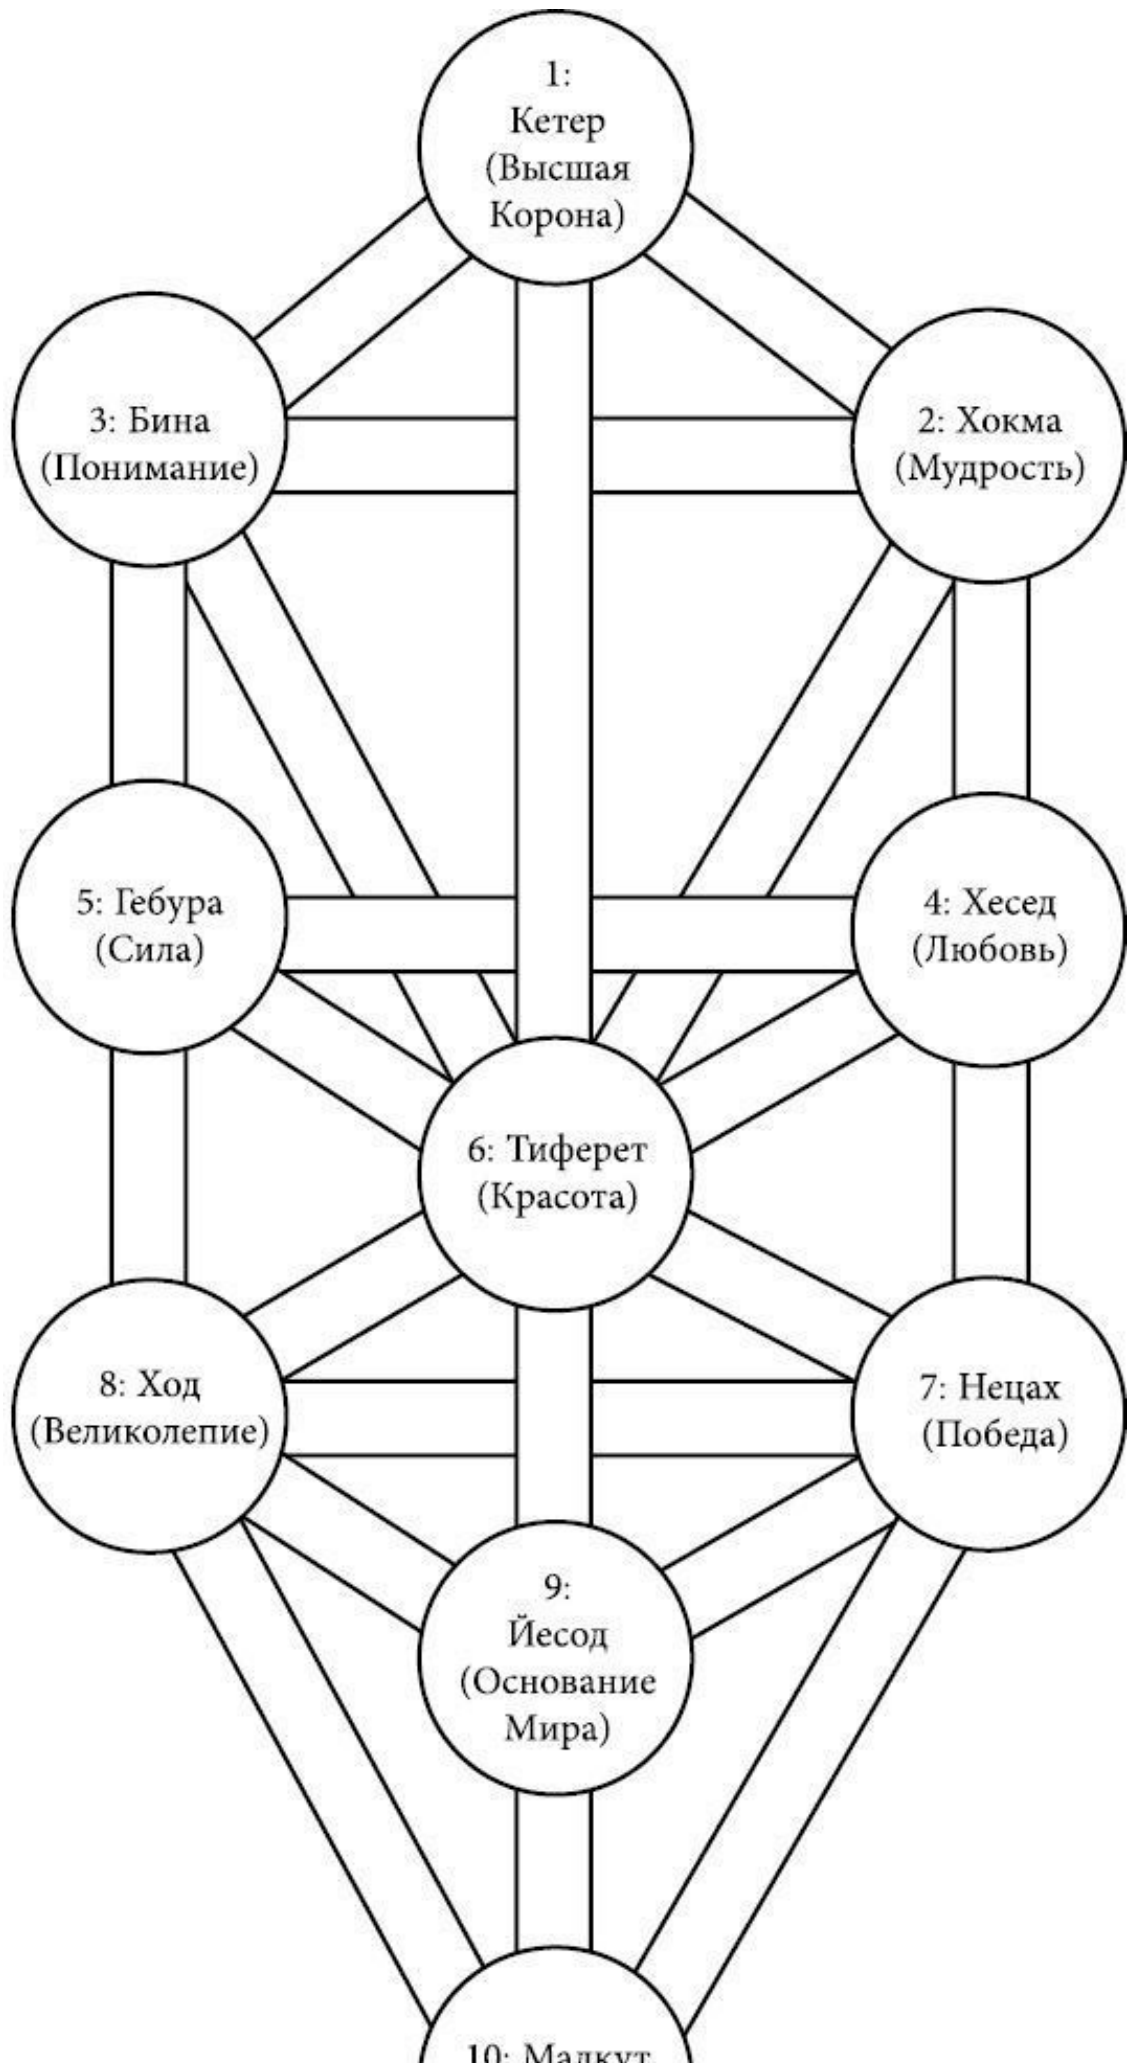 1:
Кетер
(Высшая
Корона)
3: Бина
(Понимание)
2: Хокма
(Мудрость)
5: Гебура
(Сила)
4: Хесед
(Любовь)
6: Тиферет
(Красота)
8: Ход
(Великолепие)
7: Нецах
(Победа)
9:
Йесод
(Основание
Мира)
10: Малкут